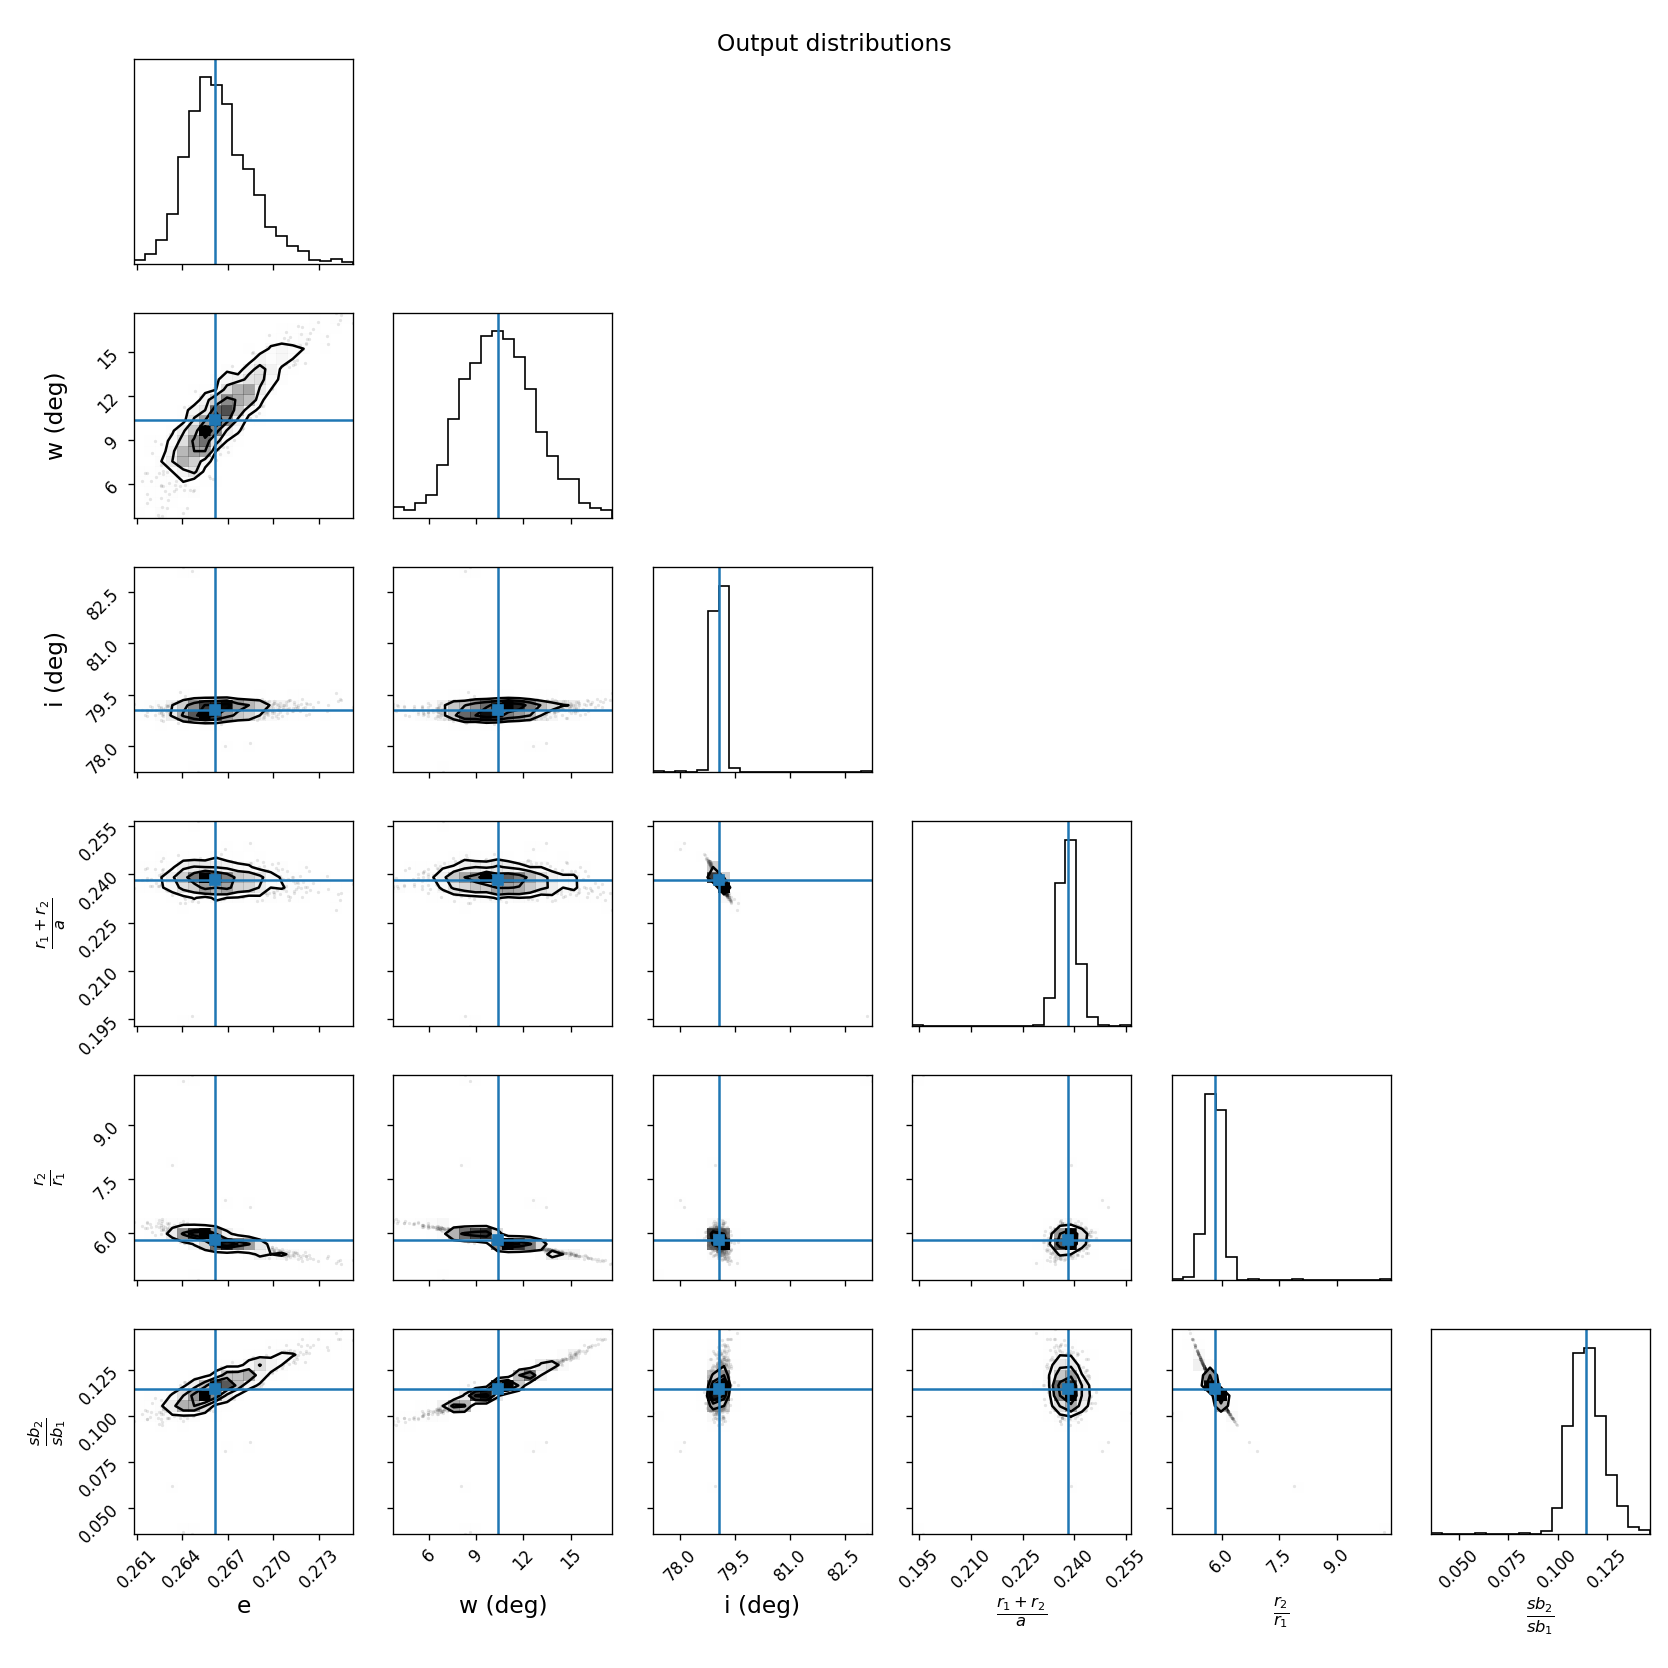 Output distributions
w (deg)
15
12
9
6
i (deg)
82.5
81.0
79.5
78.0
r₁ + r₂
a
0.255
0.240
0.225
0.210
0.195
r₂
r₁
9.0
7.5
6.0
sb₂
sb₁
0.125
0.100
0.075
0.050
0.261 0.264 0.267 0.270 0.273 6 9 12 15 78.0 79.5 81.0 82.5 0.195 0.210 0.225 0.240 0.255 6.0 7.5 9.0 0.050 0.075 0.100 0.125
e w (deg) i (deg) r₁ + r₂ / a r₂ / r₁ sb₂ / sb₁